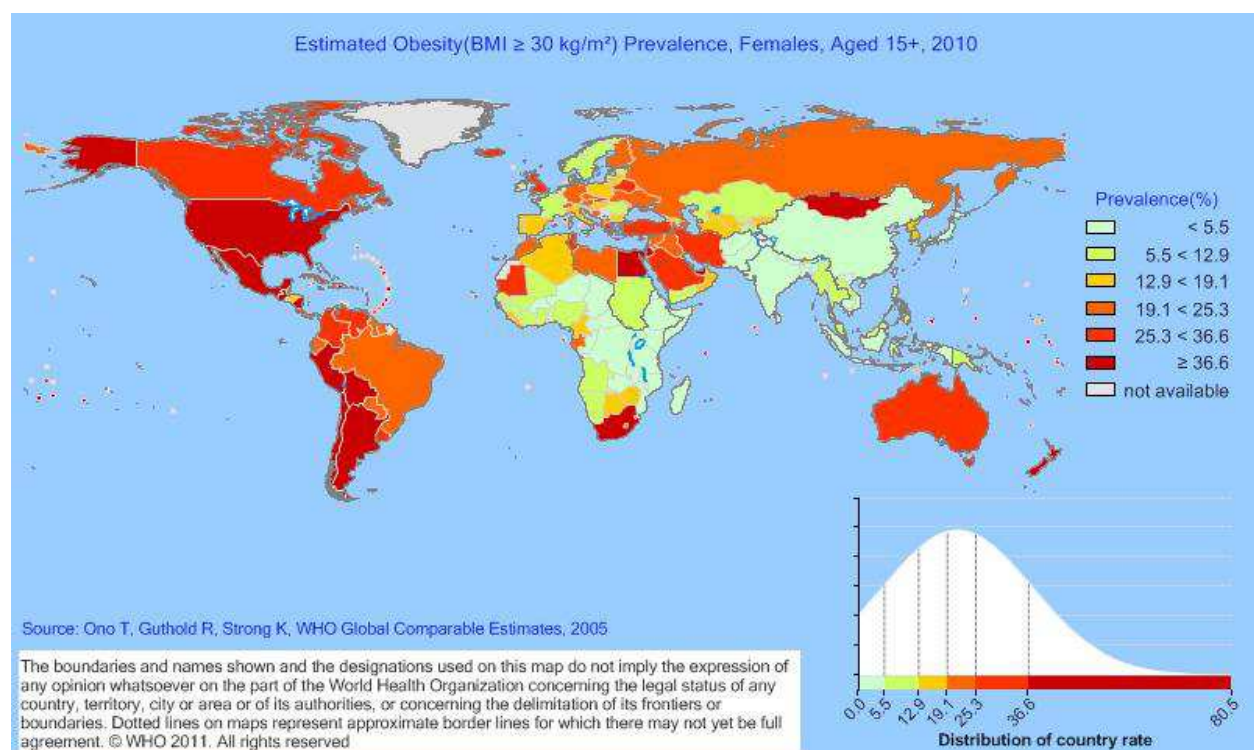 Estimated Obesity(BMI ≥ 30 kg/m²) Prevalence, Females, Aged 15+, 2010
Prevalence(%)
< 5.5
5.5 < 12.9
12.9 < 19.1
19.1 < 25.3
25.3 < 36.6
≥ 36.6
not available
0.0
5.5
12.9
19.1
25.3
36.6
80.5
Distribution of country rate
Source: Ono T, Guthold R, Strong K, WHO Global Comparable Estimates, 2005
The boundaries and names shown and the designations used on this map do not imply the expression of
any opinion whatsoever on the part of the World Health Organization concerning the legal status of any
country, territory, city or area or of its authorities, or concerning the delimitation of its frontiers or
boundaries. Dotted lines on maps represent approximate border lines for which there may not yet be full
agreement. © WHO 2011. All rights reserved